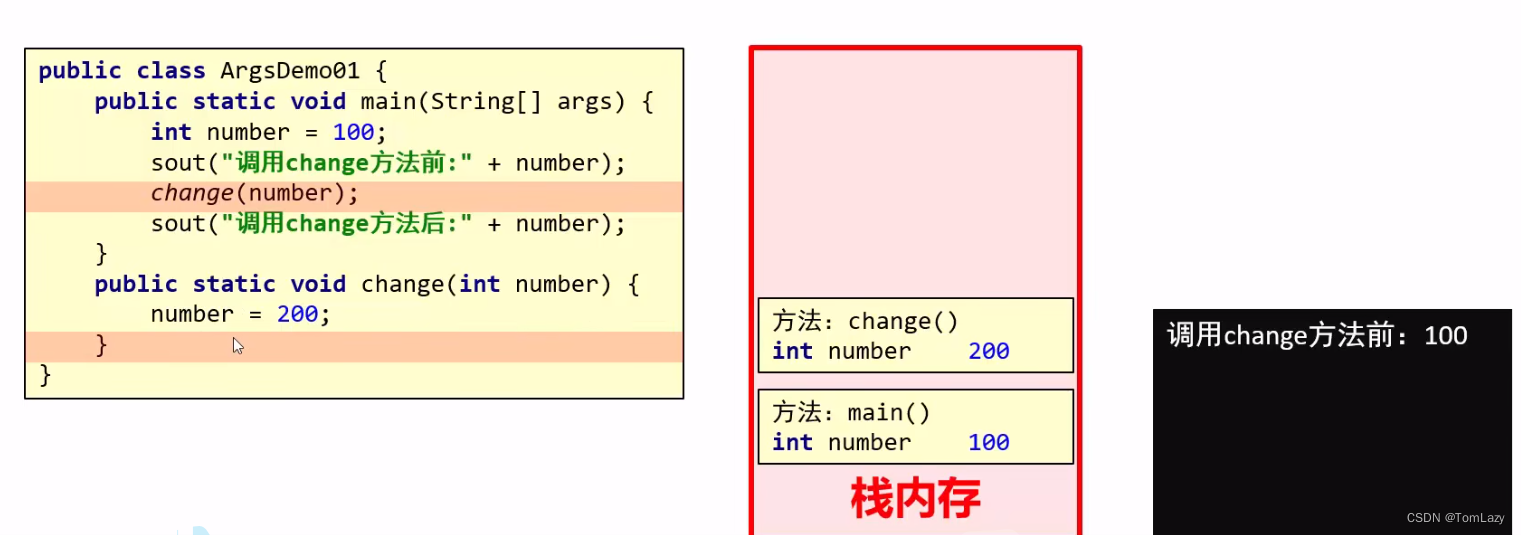 public class ArgsDemo01 {
public static void main(String[] args) {
int number = 100;
sout("调用change方法前:" + number);
change(number);
sout("调用change方法后:" + number);
}
public static void change(int number) {
number = 200;
}
}
方法：change()
int number 200
方法：main()
int number 100
栈内存
调用change方法前：100
CSDN @TomLazy